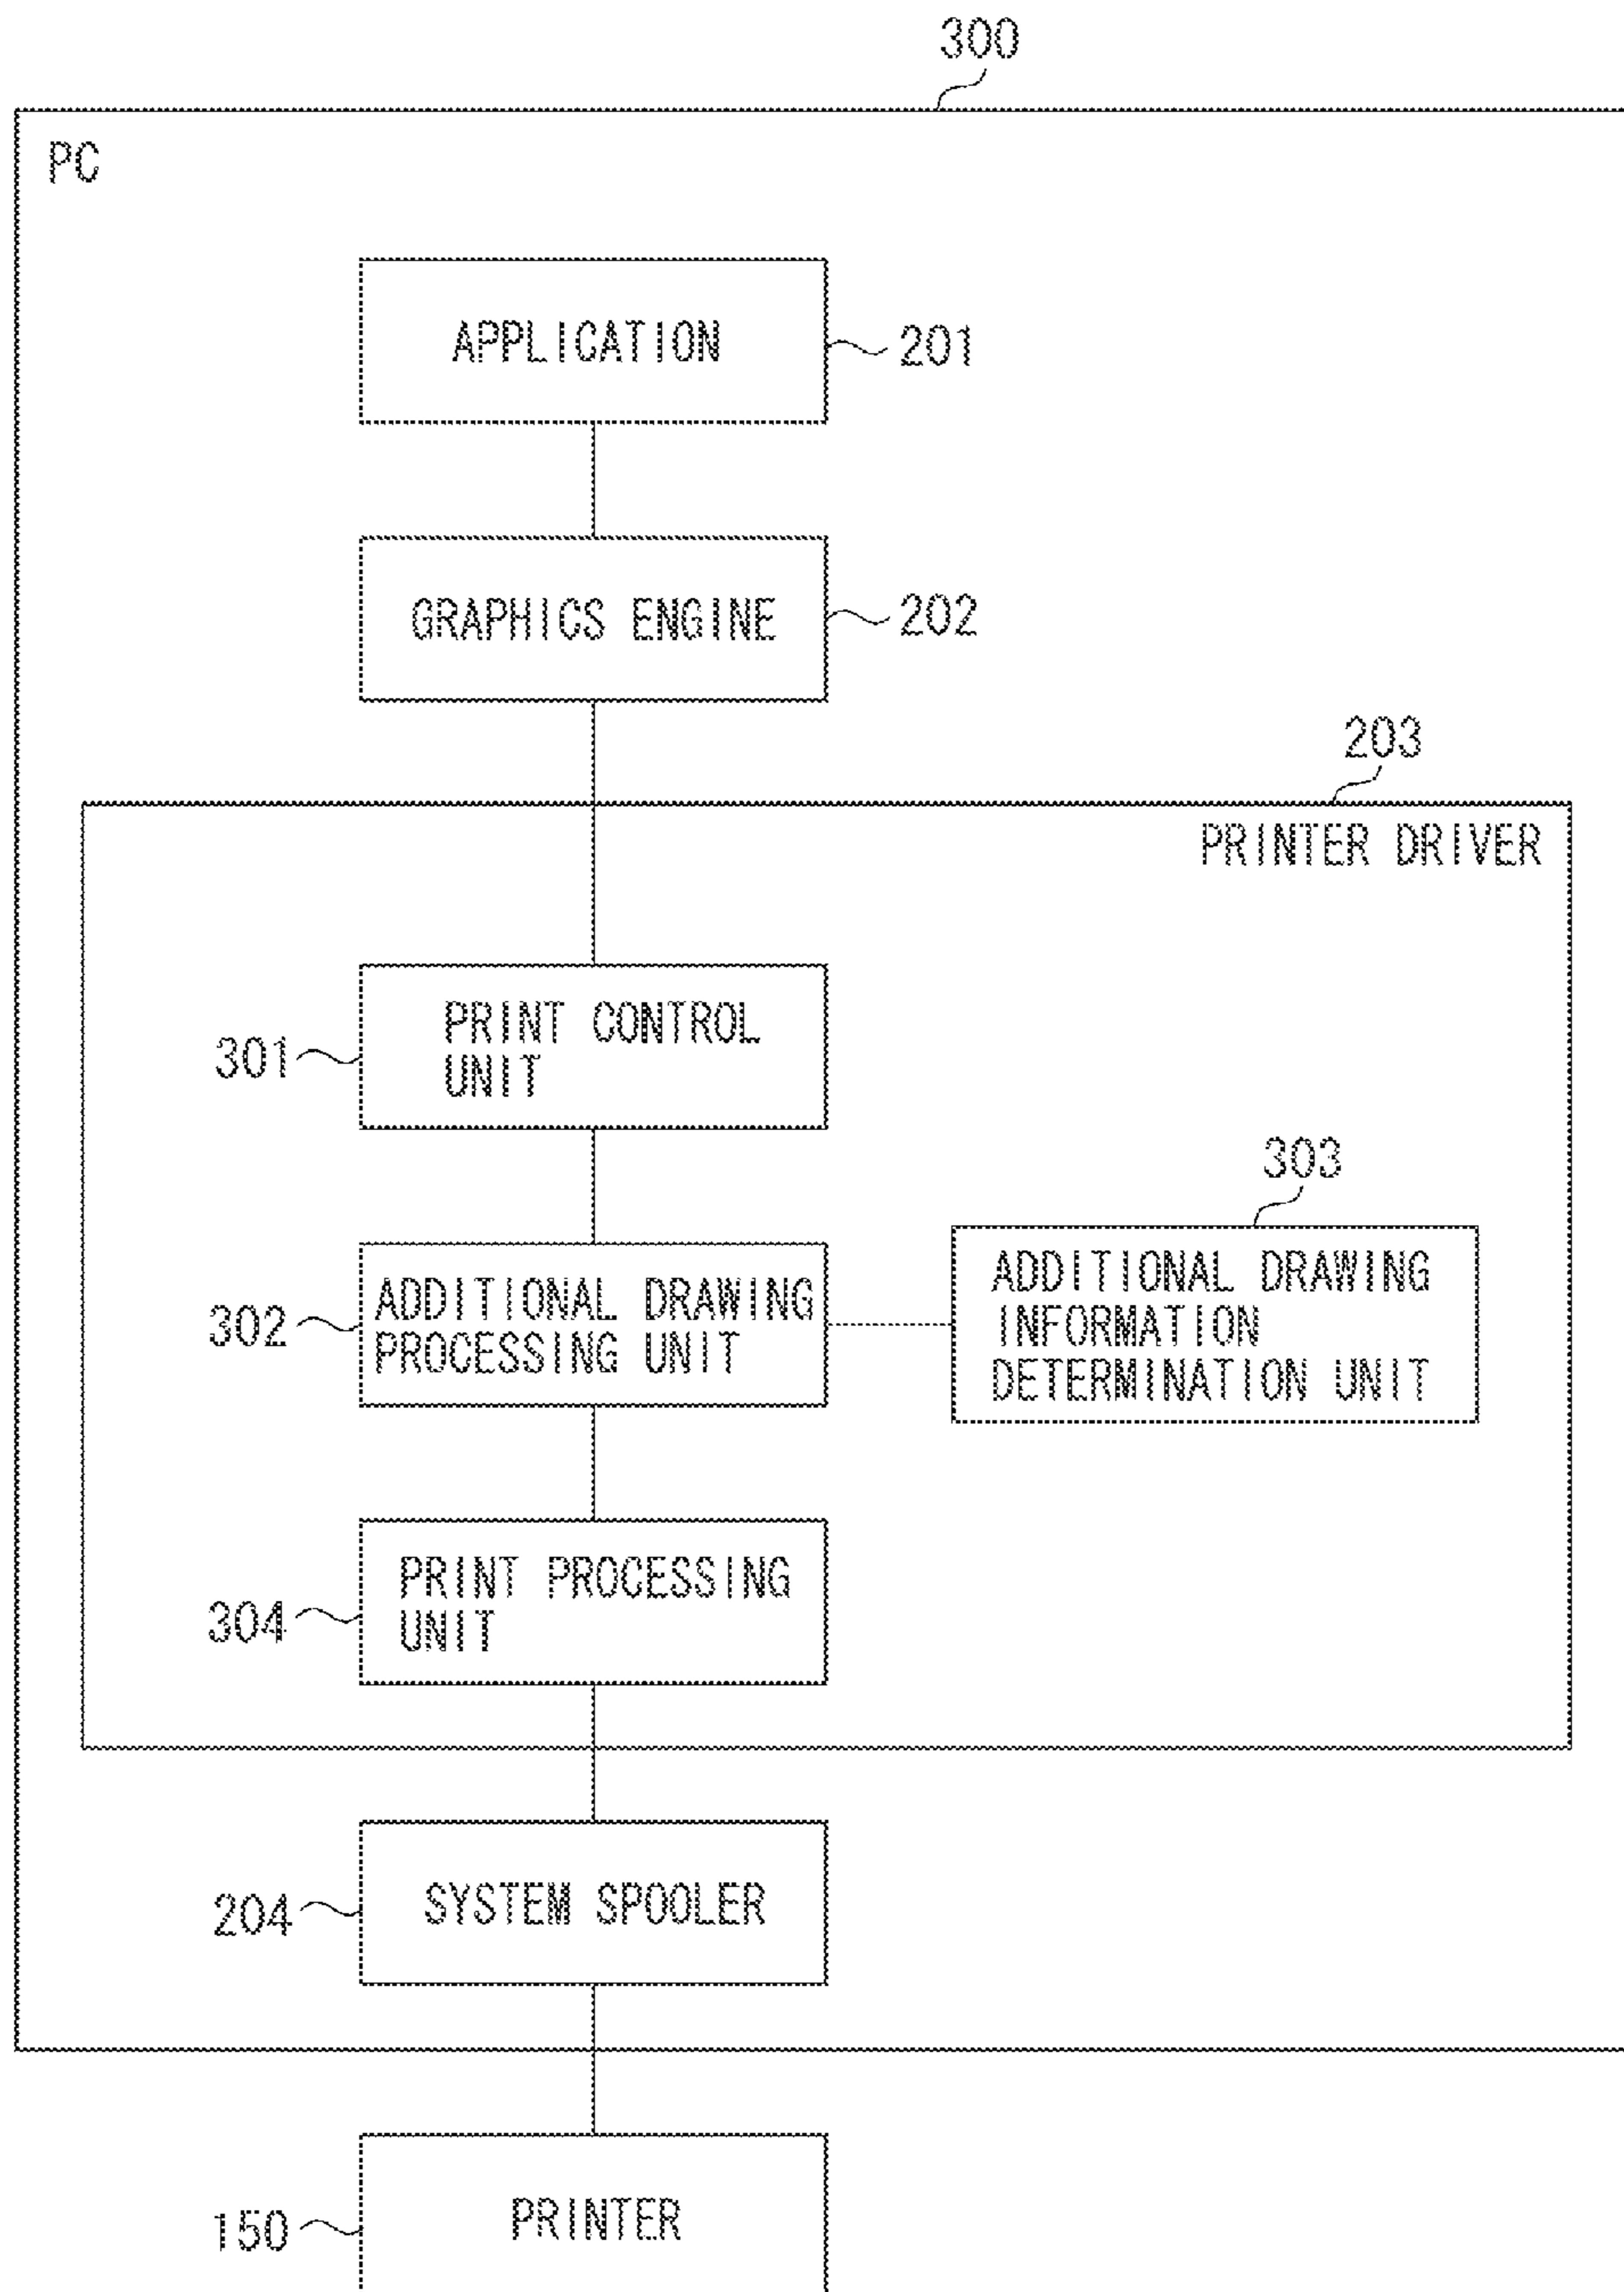 300
PC
APPLICATION
201
GRAPHICS ENGINE
202
203
PRINTER DRIVER
PRINT CONTROL
UNIT
301
303
ADDITIONAL DRAWING
PROCESSING UNIT
302
ADDITIONAL DRAWING
INFORMATION
DETERMINATION UNIT
PRINT PROCESSING
UNIT
304
SYSTEM SPOOLER
204
PRINTER
150